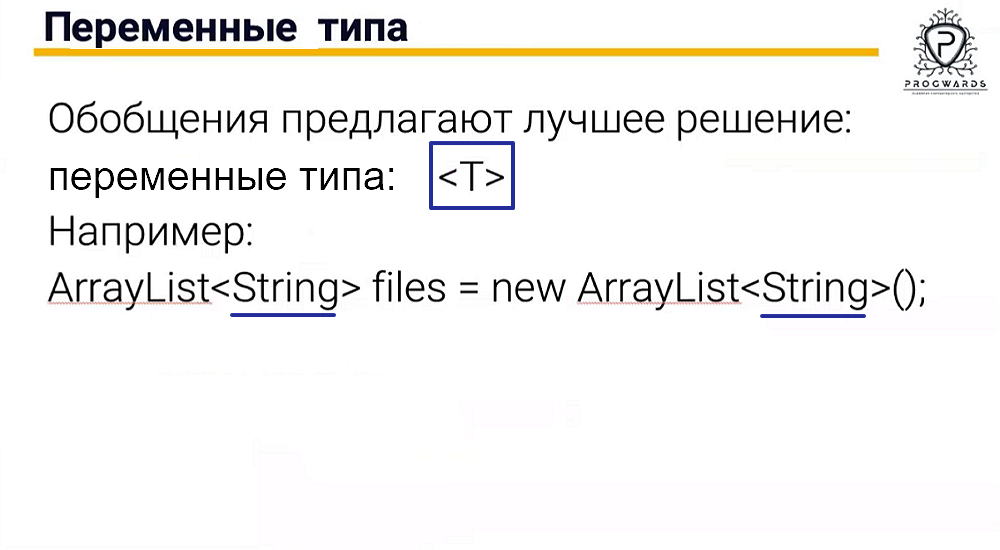 Переменные типа
P
PROGWARDS
Обобщения предлагают лучшее решение:
переменные типа: <T>
Например:
ArrayList<String> files = new ArrayList<String>();